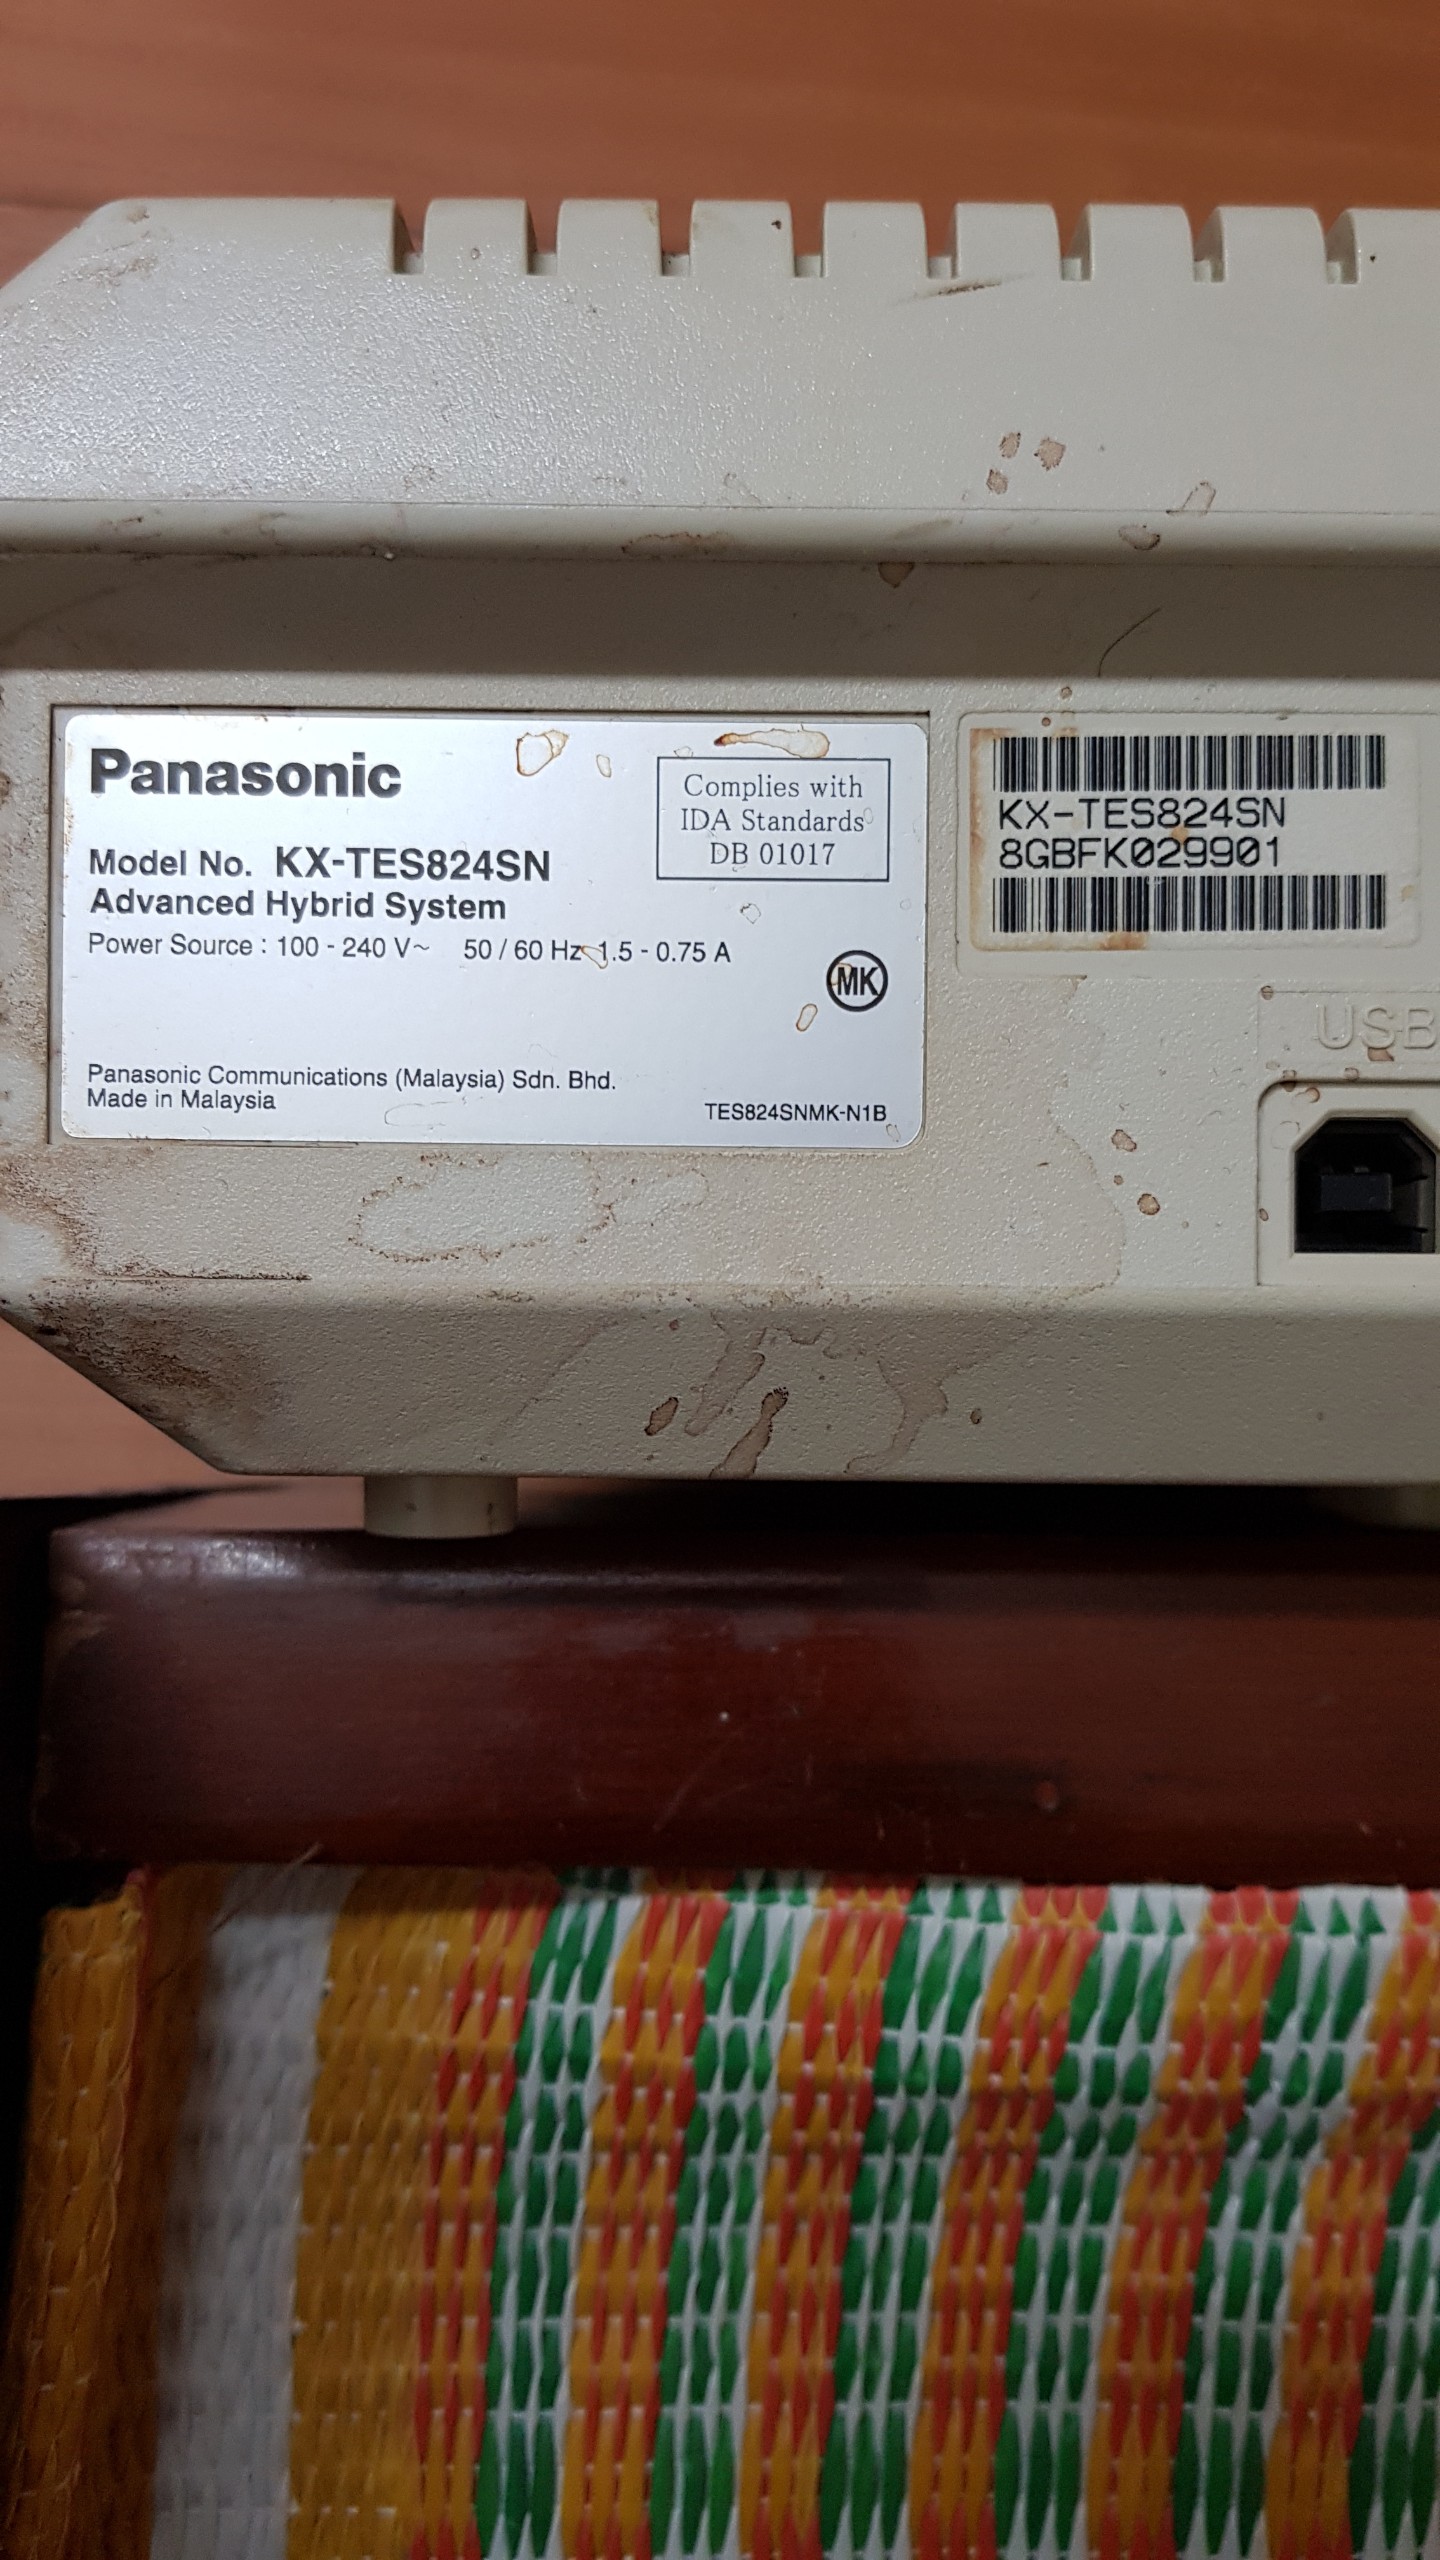 Panasonic
Complies with
IDA Standards
DB 01017
Model No. KX-TES824SN
Advanced Hybrid System
Power Source : 100 - 240 V~ 50 / 60 Hz 1.5 - 0.75 A
MK
Panasonic Communications (Malaysia) Sdn. Bhd.
Made in Malaysia
TES824SNMK-N1B
KX-TES824SN
8GBFK029901
USB